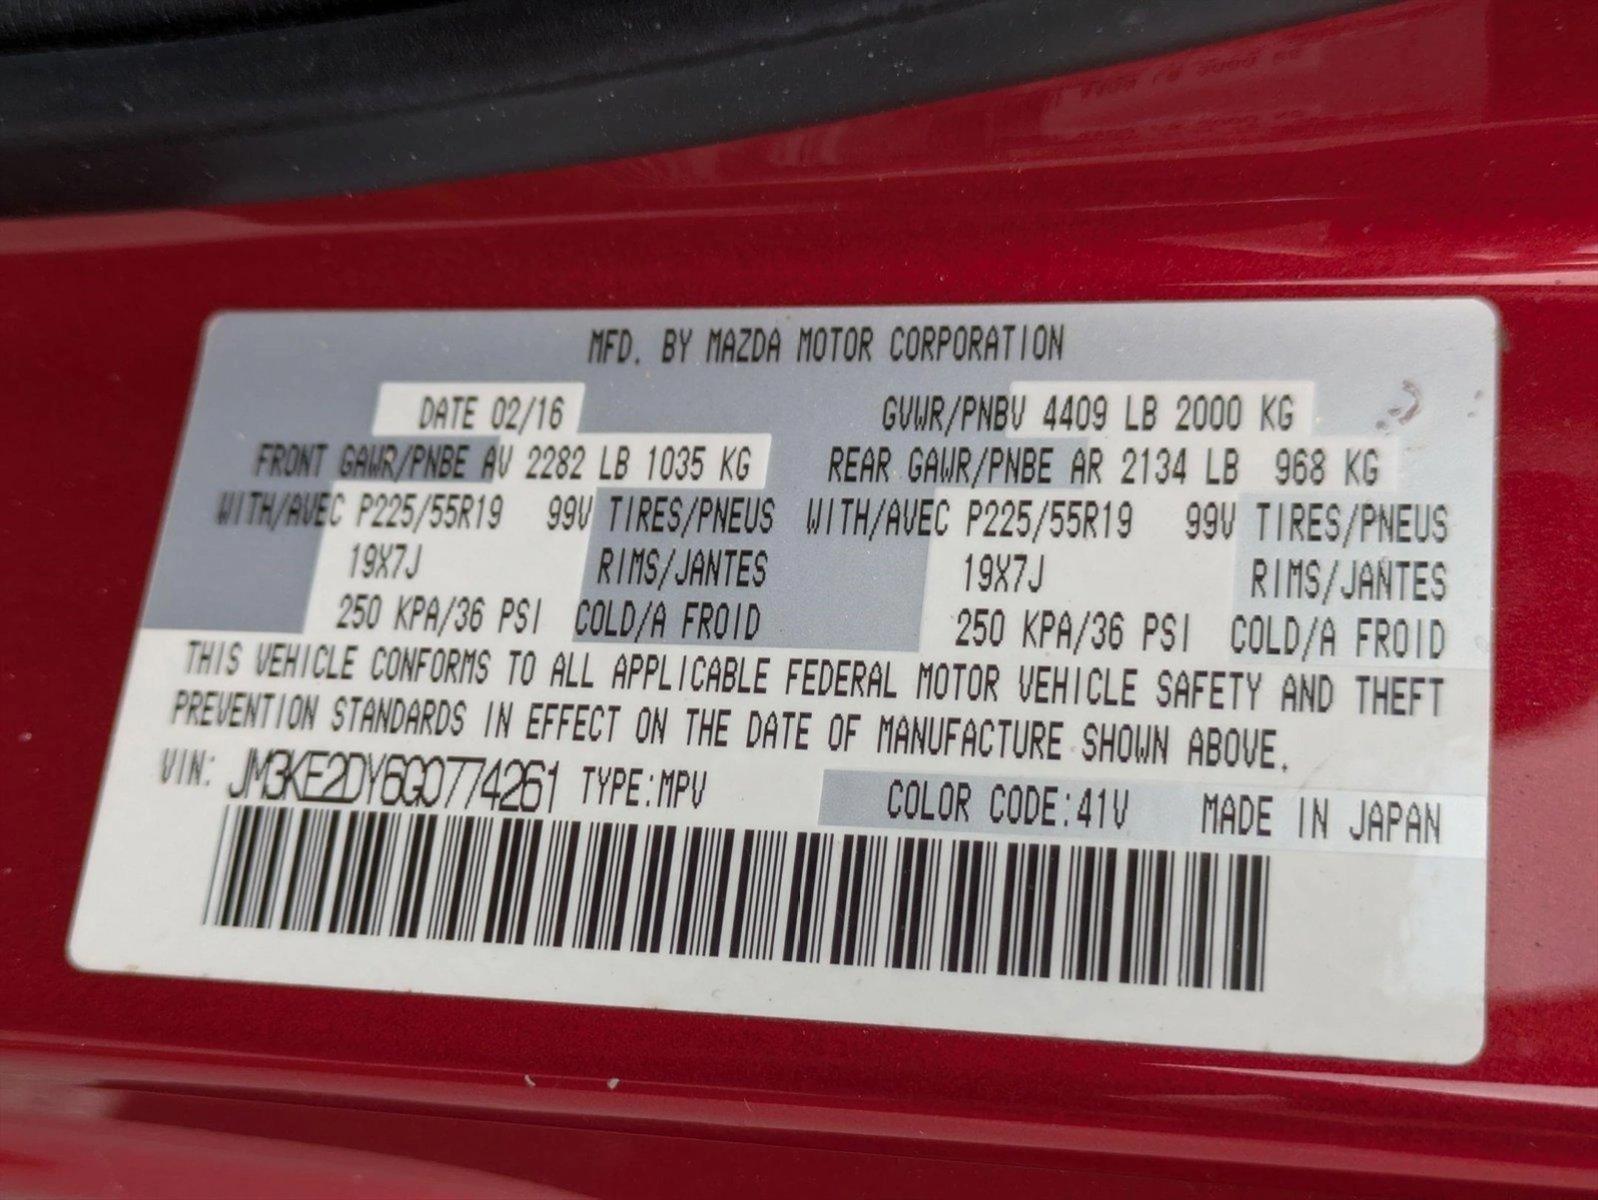 MFD. BY MAZDA MOTOR CORPORATION
DATE 02/16 GVWR/PNBV 4409 LB 2000 KG
FRONT GAWR/PNBE AV 2282 LB 1035 KG REAR GAWR/PNBE AR 2134 LB 968 KG
WITH/AVEC P225/55R19 99V TIRES/PNEUS WITH/AVEC P225/55R19 99V TIRES/PNEUS
19X7J RIMS/JANTES 19X7J RIMS/JANTES
250 KPA/36 PSI COLD/A FROID 250 KPA/36 PSI COLD/A FROID
THIS VEHICLE CONFORMS TO ALL APPLICABLE FEDERAL MOTOR VEHICLE SAFETY AND THEFT
PREVENTION STANDARDS IN EFFECT ON THE DATE OF MANUFACTURE SHOWN ABOVE.
VIN: JM3KE2DY6G0774261 TYPE:MPV COLOR CODE:41V MADE IN JAPAN